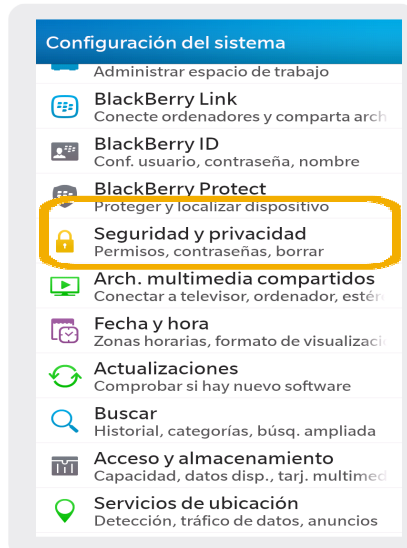 Configuración del sistema
Administrar espacio de trabajo
BlackBerry Link
Conecte ordenadores y comparta arch
BlackBerry ID
Conf. usuario, contraseña, nombre
BlackBerry Protect
Proteger y localizar dispositivo
Seguridad y privacidad
Permisos, contraseñas, borrar
Arch. multimedia compartidos
Conectar a televisor, ordenador, estére
Fecha y hora
Zonas horarias, formato de visualizaci
Actualizaciones
Comprobar si hay nuevo software
Buscar
Historial, categorías, búsq. ampliada
Acceso y almacenamiento
Capacidad, datos disp., tarj. multimed
Servicios de ubicación
Detección, tráfico de datos, anuncios